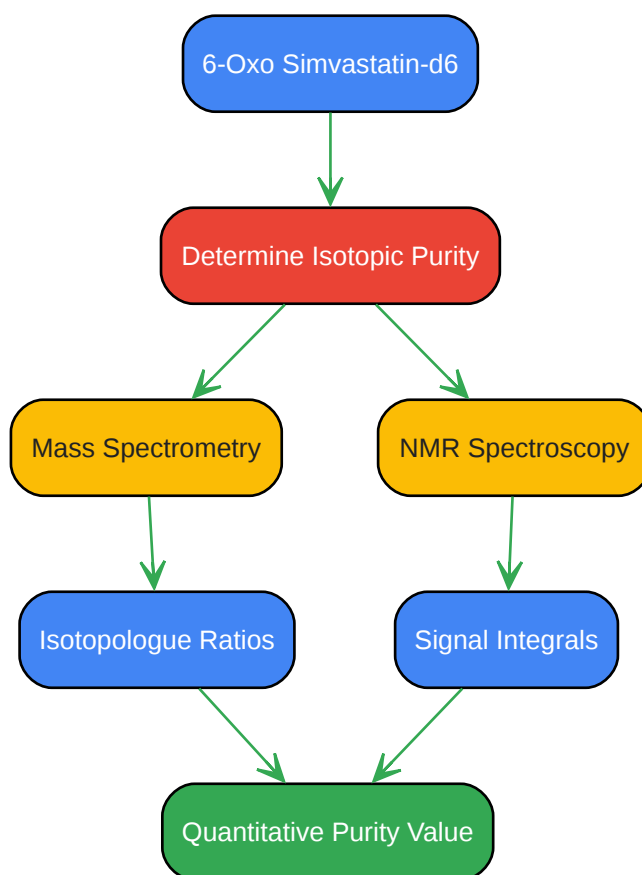 6-Oxo Simvastatin-d6
Determine Isotopic Purity
Mass Spectrometry
NMR Spectroscopy
Isotopologue Ratios
Signal Integrals
Quantitative Purity Value